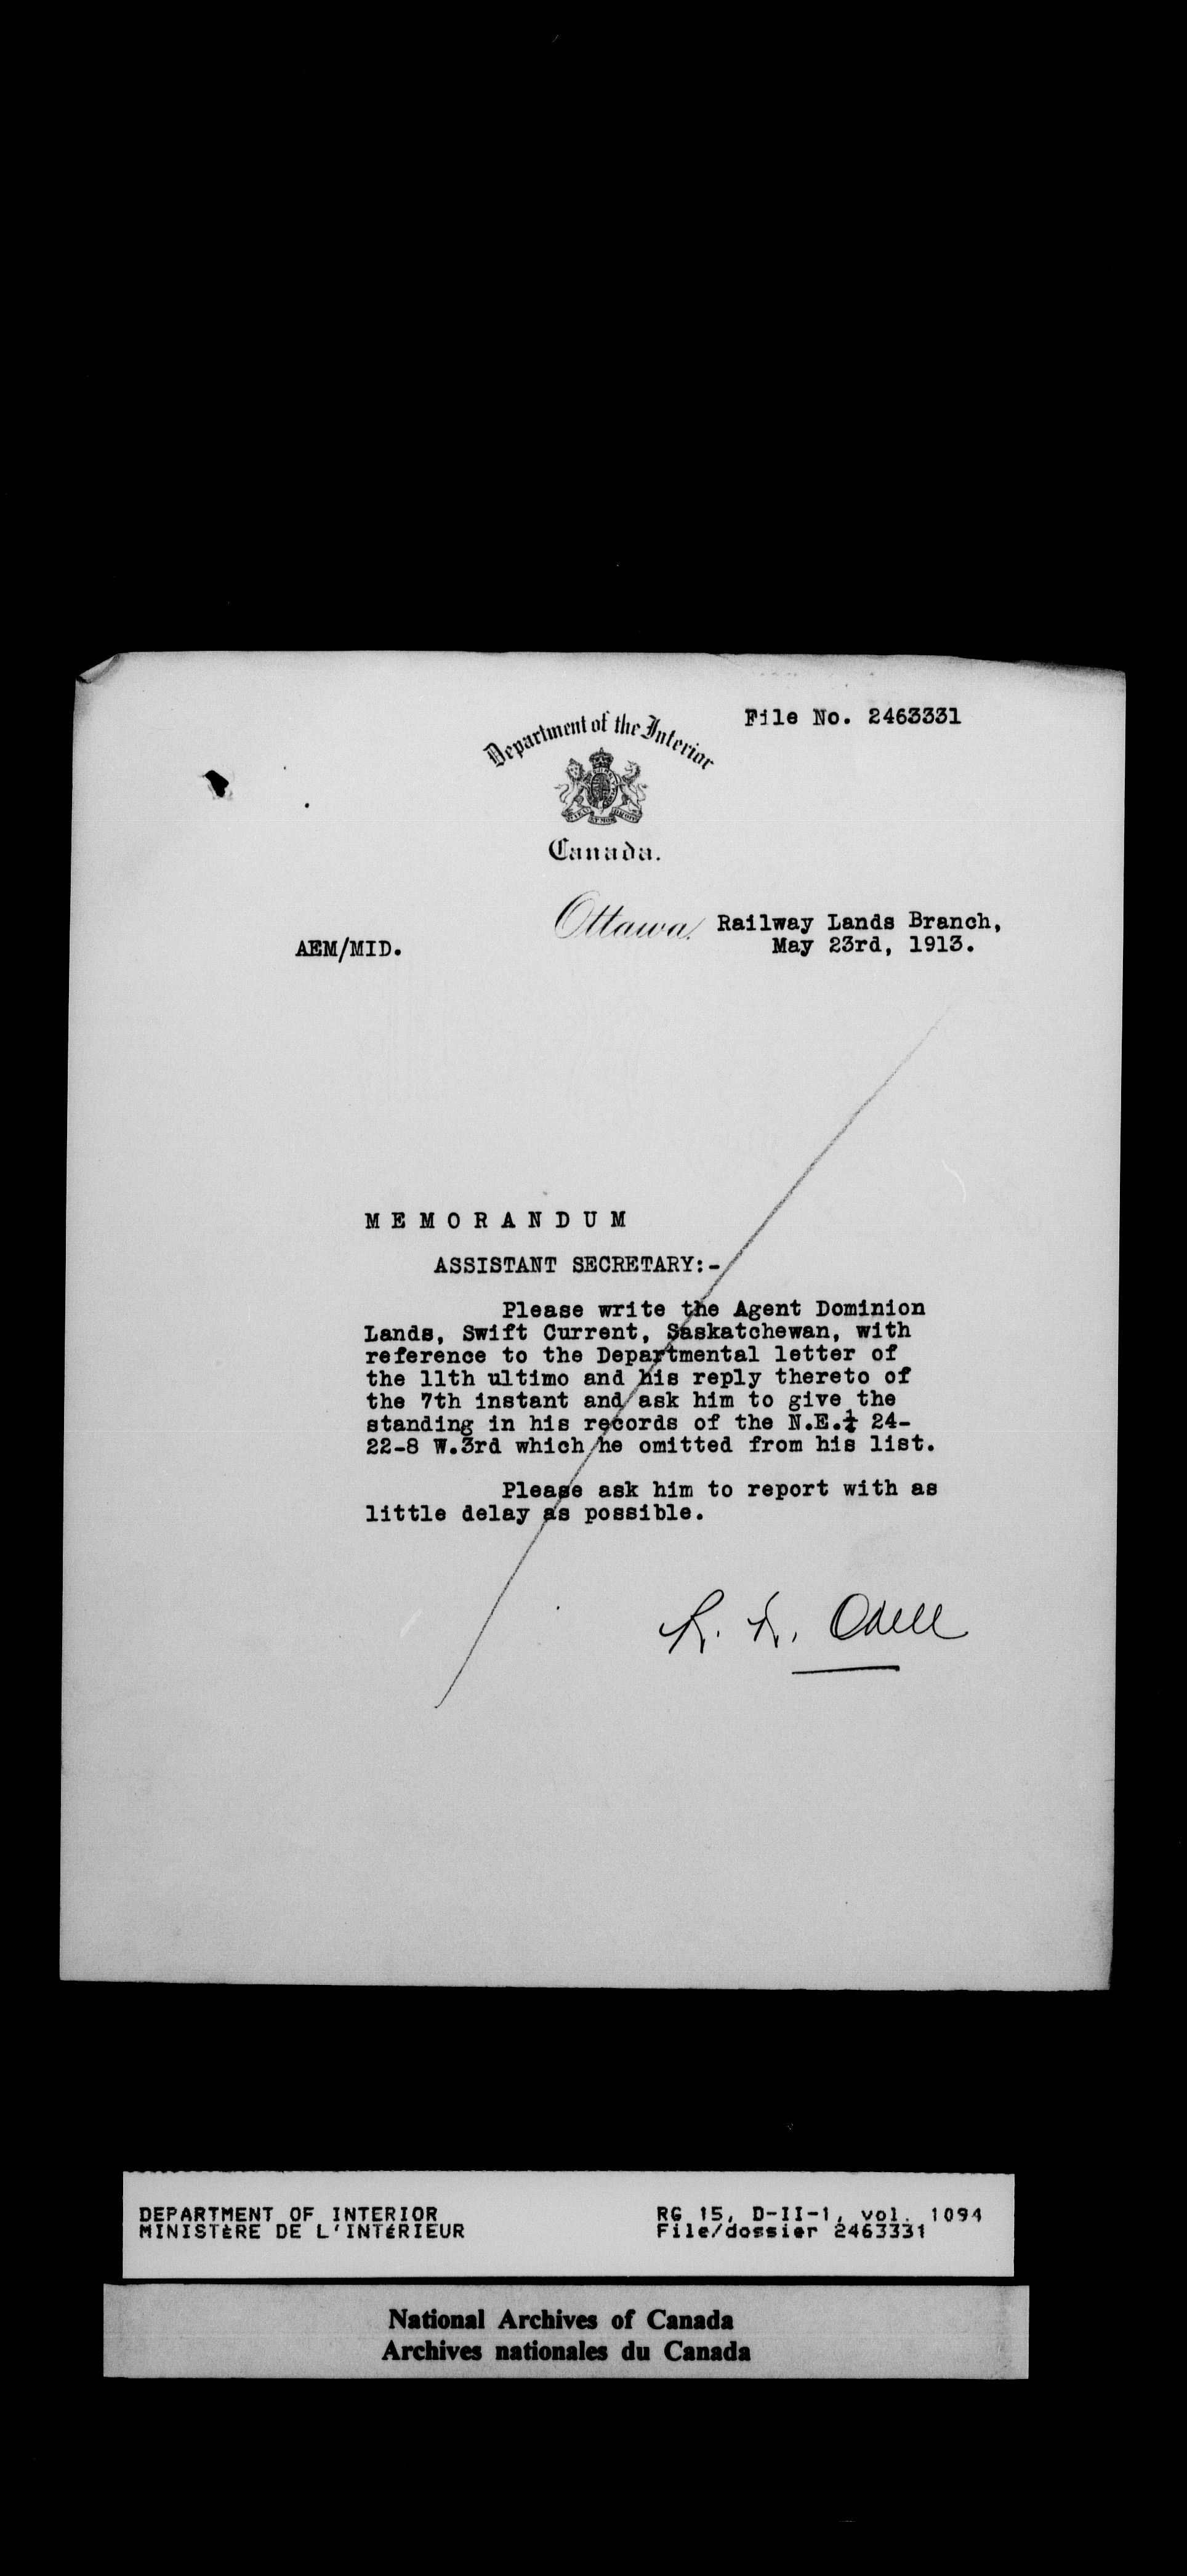 File No. 2463331
Department of the Interior
Canada.
Ottawa, Railway Lands Branch,
AEM/MID. May 23rd, 1913.
MEMORANDUM
ASSISTANT SECRETARY:-
Please write the Agent Dominion
Lands, Swift Current, Saskatchewan, with
reference to the Departmental letter of
the 11th ultimo and his reply thereto of
the 7th instant and ask him to give the
standing in his records of the N.E.¼ 24-
22-8 W.3rd which he omitted from his list.
Please ask him to report with as
little delay as possible.
Odell
DEPARTMENT OF INTERIOR RG 15, D-II-1, vol. 1094
MINISTÈRE DE L'INTÉRIEUR File/dossier 2463331
National Archives of Canada
Archives nationales du Canada